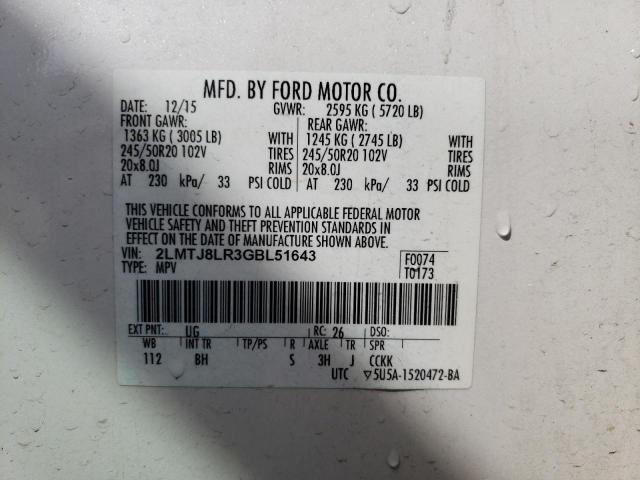 MFD. BY FORD MOTOR CO.
DATE: 12/15 GVWR: 2595 KG ( 5720 LB)
FRONT GAWR: REAR GAWR:
1363 KG ( 3005 LB) WITH 1245 KG ( 2745 LB) WITH
245/50R20 102V TIRES 245/50R20 102V TIRES
20x8.0J RIMS 20x8.0J RIMS
AT 230 kPa/ 33 PSI COLD AT 230 kPa/ 33 PSI COLD
THIS VEHICLE CONFORMS TO ALL APPLICABLE FEDERAL MOTOR
VEHICLE SAFETY AND THEFT PREVENTION STANDARDS IN
EFFECT ON THE DATE OF MANUFACTURE SHOWN ABOVE.
VIN: 2LMTJ8LR3GBL51643 F0074
TYPE: MPV T0173
EXT PNT: UG RC: 26 DSO:
WB INT TR TP/PS R AXLE TR SPR
112 BH S 3H J CCKK
UTC ▽5U5A-1520472-BA